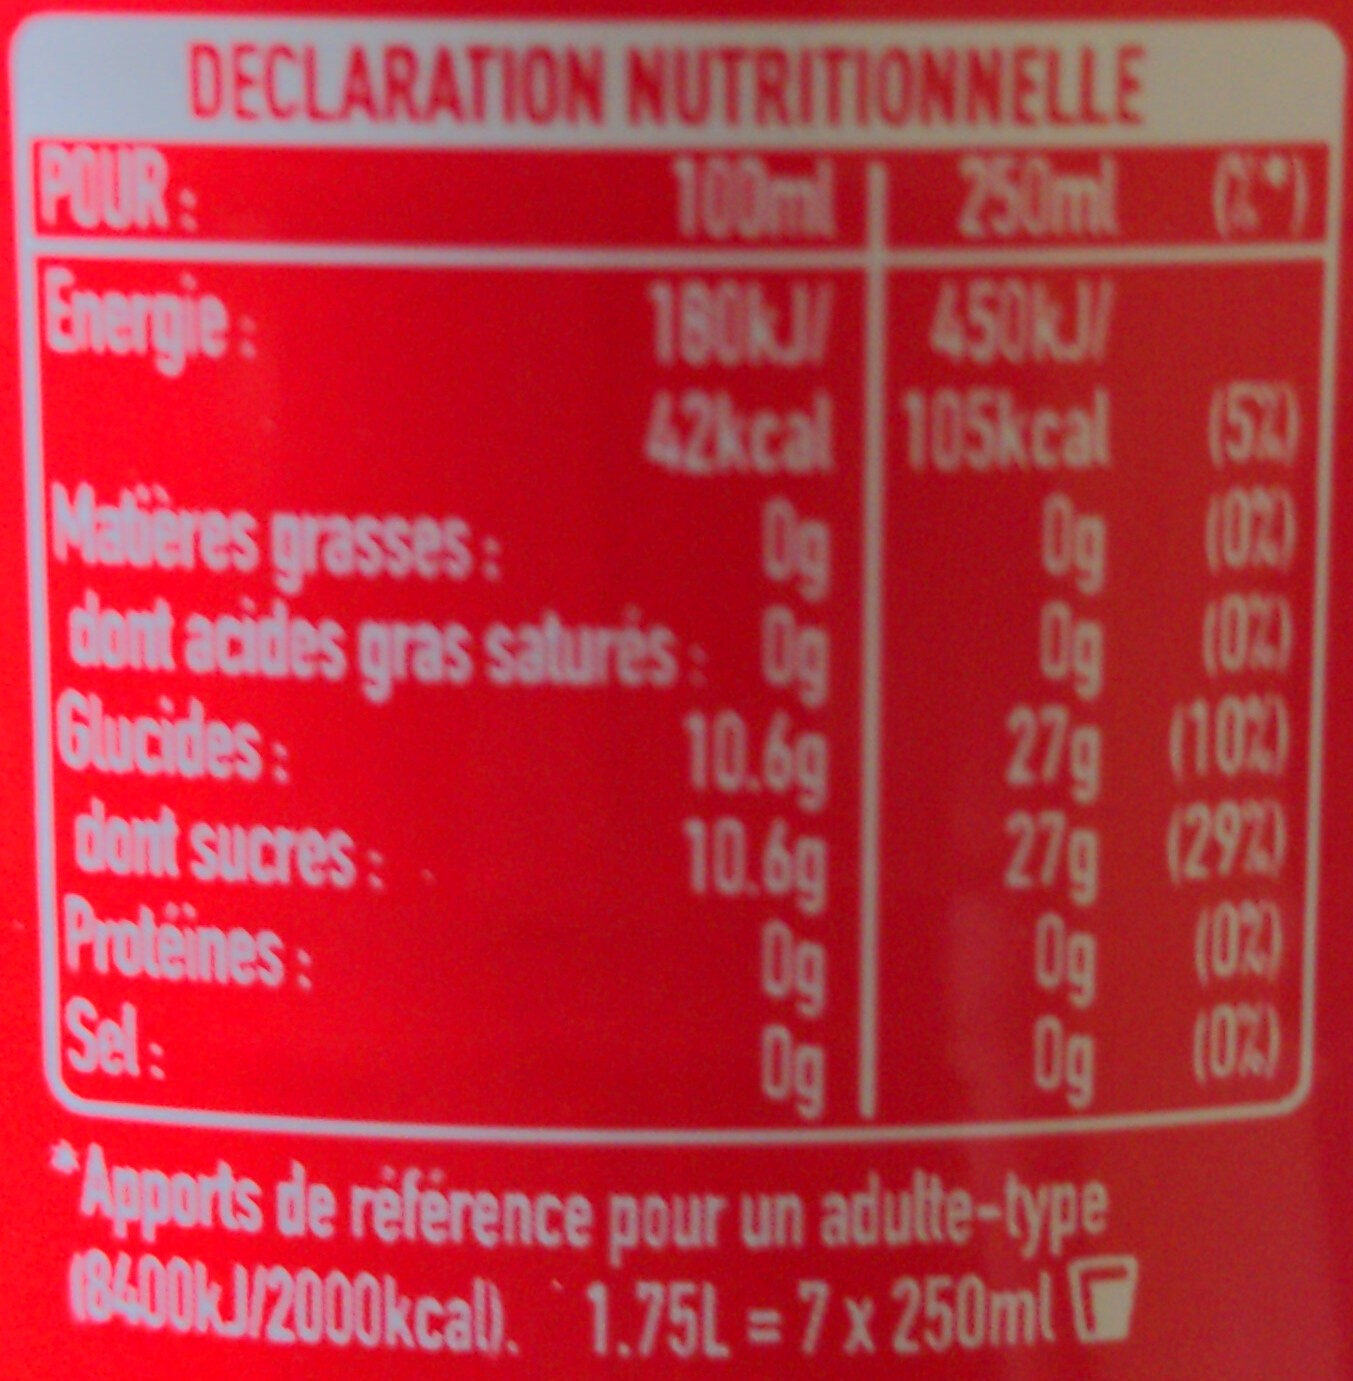 DECLARATION NUTRITIONNELLE
POUR : 100ml 250ml (%*)
Energie : 180kJ/ 450kJ/
42kcal 105kcal (5%)
Matières grasses : 0g 0g (0%)
dont acides gras saturés : 0g 0g (0%)
Glucides : 10.6g 27g (10%)
dont sucres : 10.6g 27g (29%)
Protéines : 0g 0g (0%)
Sel : 0g 0g (0%)
*Apports de référence pour un adulte-type
(8400kJ/2000kcal). 1.75L = 7 x 250ml